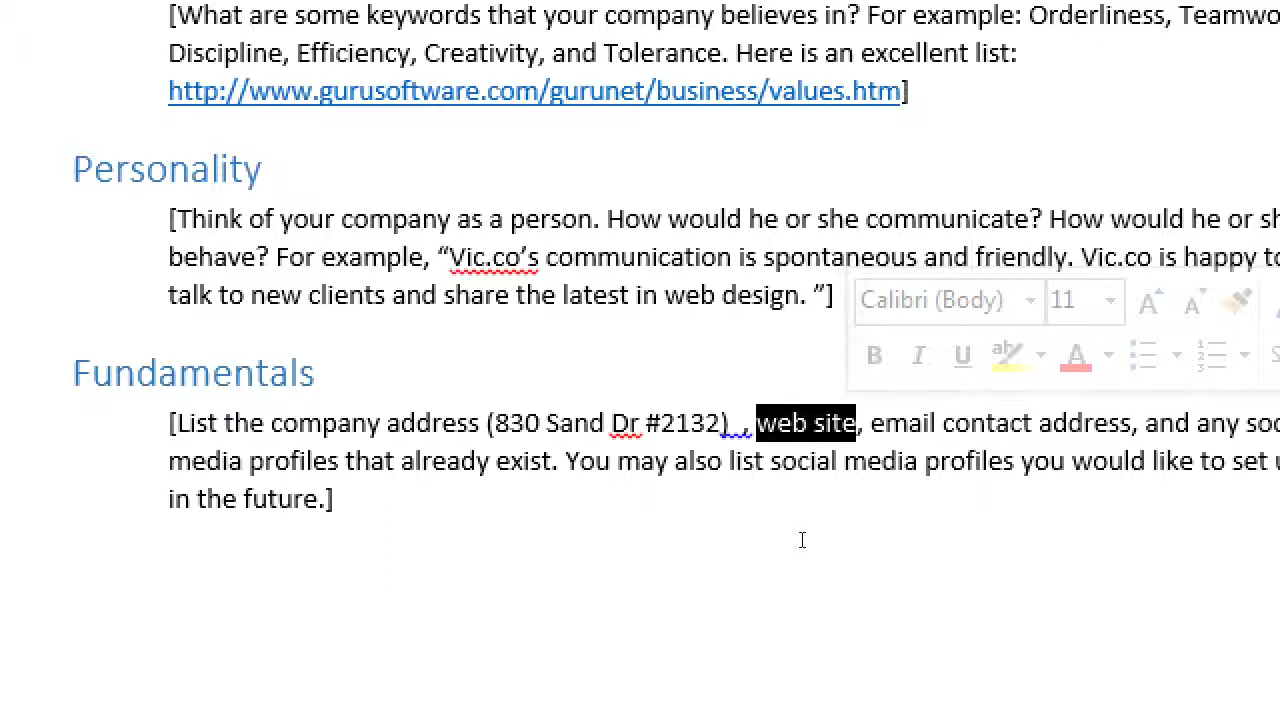 [What are some keywords that your company believes in? For example: Orderliness,
Discipline, Efficiency, Creativity, and Tolerance. Here is an excellent list:
http://www.gurusoftware.com/gurunet/business/values.htm]
Personality
[Think of your company as a person. How would he or she communicate? How would he or
behave? For example, “Vic.co’s communication is spontaneous and friendly. Vic.co is happy
talk to new clients and share the latest in web design. ”]
Calibri (Body) 11
B I U ab A
Fundamentals
[List the company address (830 Sand Dr #2132)  , web site, email contact address, and any
media profiles that already exist. You may also list social media profiles you would like to set
in the future.]